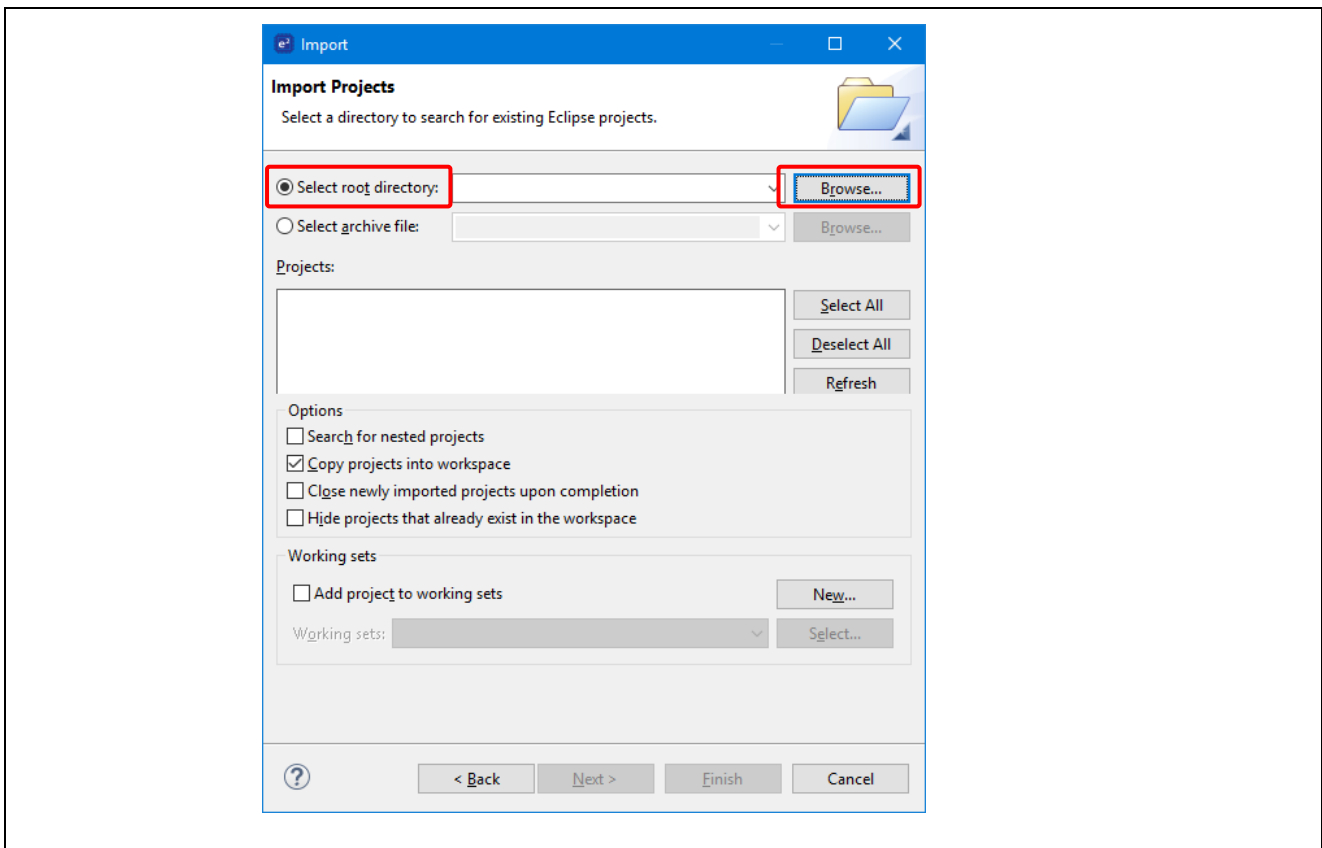 e² Import
Import Projects
Select a directory to search for existing Eclipse projects.
Select root directory: Browse...
Select archive file: Browse...
Projects:
Select All
Deselect All
Refresh
Options
Search for nested projects
Copy projects into workspace
Close newly imported projects upon completion
Hide projects that already exist in the workspace
Working sets
Add project to working sets New...
Working sets: Select...
? < Back Next > Finish Cancel